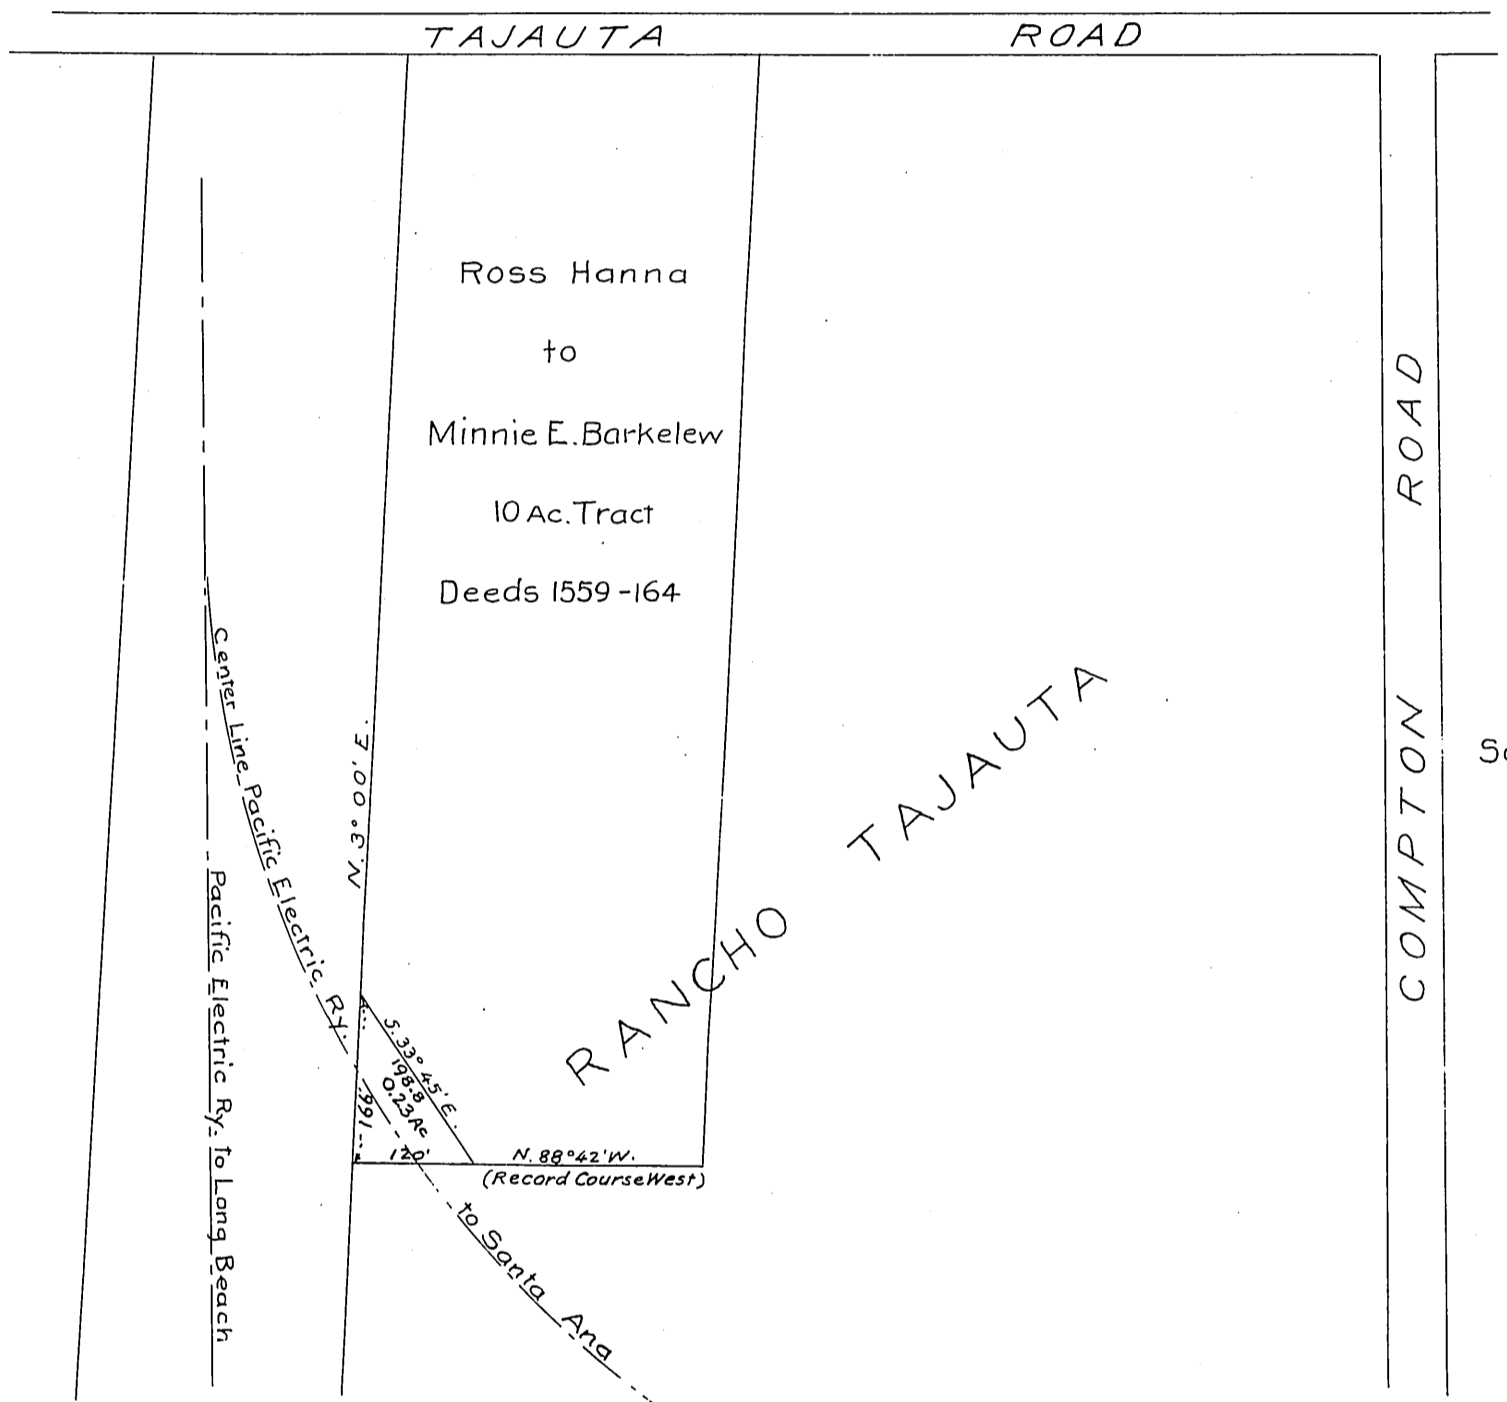 TAJAUTA ROAD
Ross Hanna
to
Minnie E. Barkelew
10 Ac. Tract
Deeds 1559-164
COMPTON ROAD
RANCHO TAJAUTA
N. 3° 00' E.
Center Line Pacific Electric Ry.
to Santa Ana
Pacific Electric Ry. to Long Beach
S. 33° 45' E.
198.8
0.23 Ac
166.
120'
N. 88° 42' W.
(Record Course West)